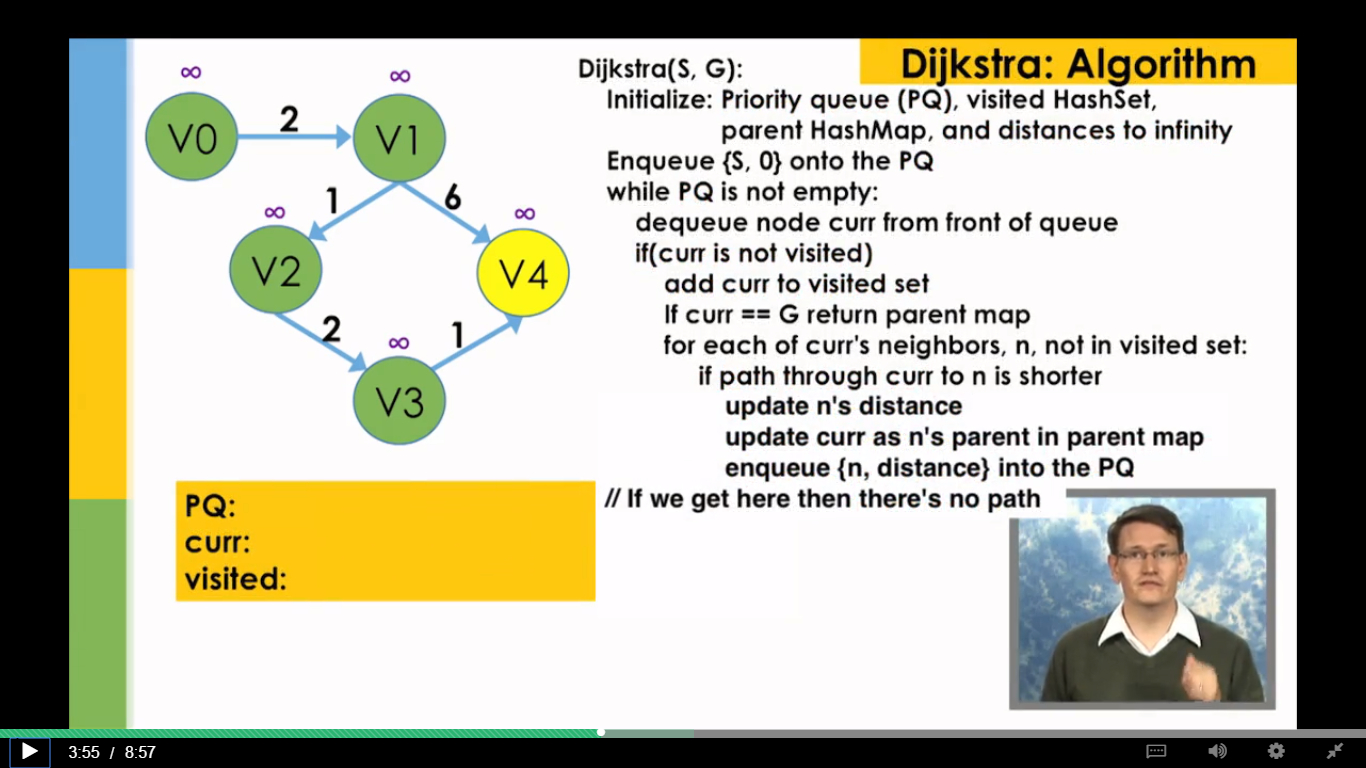 Dijkstra: Algorithm
∞
∞
V0
2
V1
1
6
∞
∞
V2
V4
2
∞
1
V3
Dijkstra(S, G):
Initialize: Priority queue (PQ), visited HashSet,
parent HashMap, and distances to infinity
Enqueue {S, 0} onto the PQ
while PQ is not empty:
dequeue node curr from front of queue
if(curr is not visited)
add curr to visited set
If curr == G return parent map
for each of curr's neighbors, n, not in visited set:
if path through curr to n is shorter
update n's distance
update curr as n's parent in parent map
enqueue {n, distance} into the PQ
// If we get here then there's no path
PQ:
curr:
visited:
3:55 / 8:57